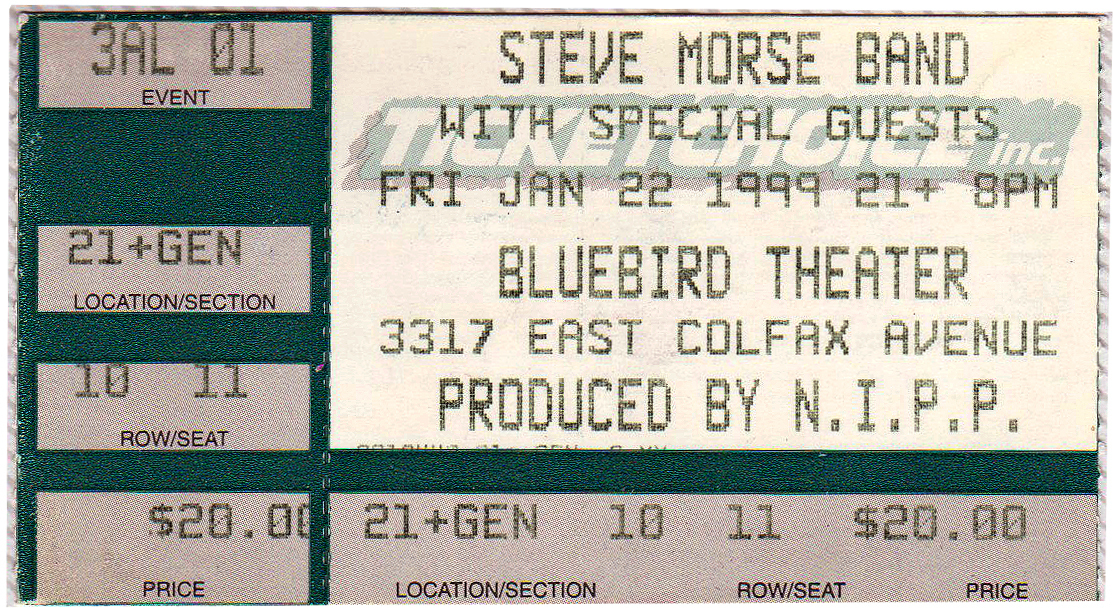 3AL 01
EVENT
21+GEN
LOCATION/SECTION
10 11
ROW/SEAT
$20.00
PRICE
STEVE MORSE BAND
WITH SPECIAL GUESTS
TICKETCHOICE inc.
FRI JAN 22 1999 21+ 8PM
BLUEBIRD THEATER
3317 EAST COLFAX AVENUE
PRODUCED BY N.I.P.P.
21+GEN 10 11 $20.00
LOCATION/SECTION ROW/SEAT PRICE